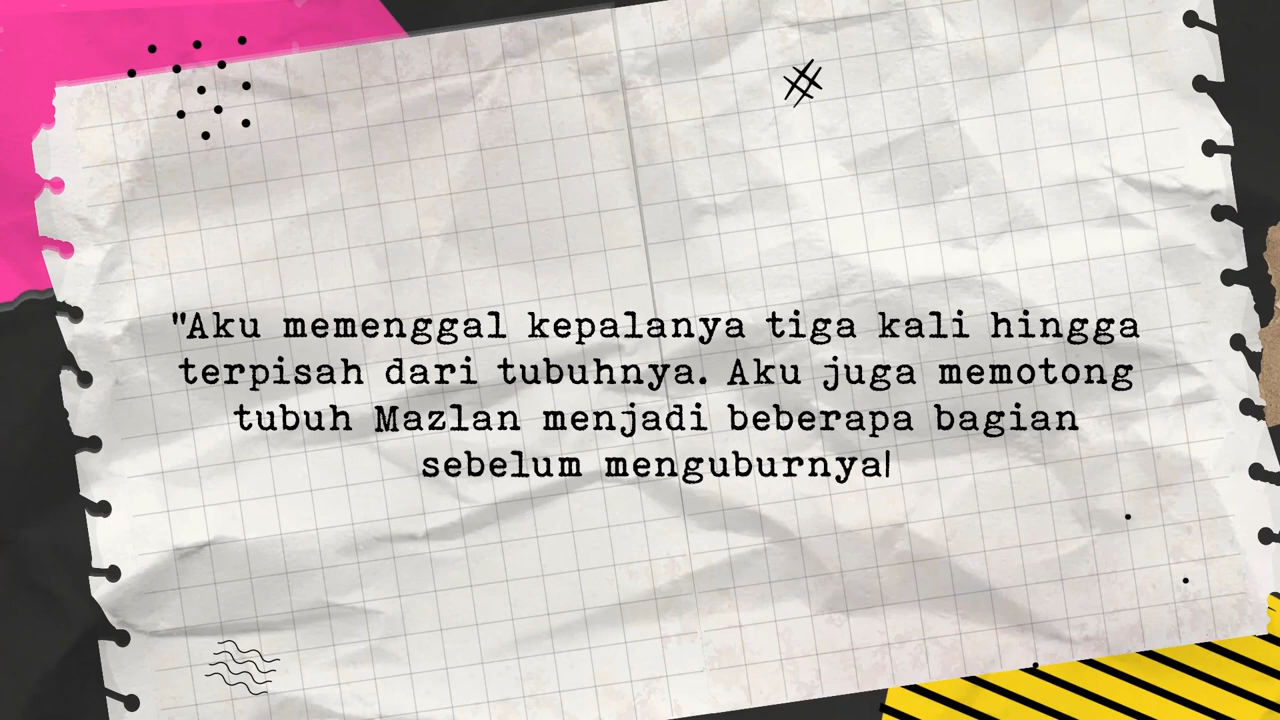 "Aku memenggal kepalanya tiga kali hingga
terpisah dari tubuhnya. Aku juga memotong
tubuh Mazlan menjadi beberapa bagian
sebelum menguburnya